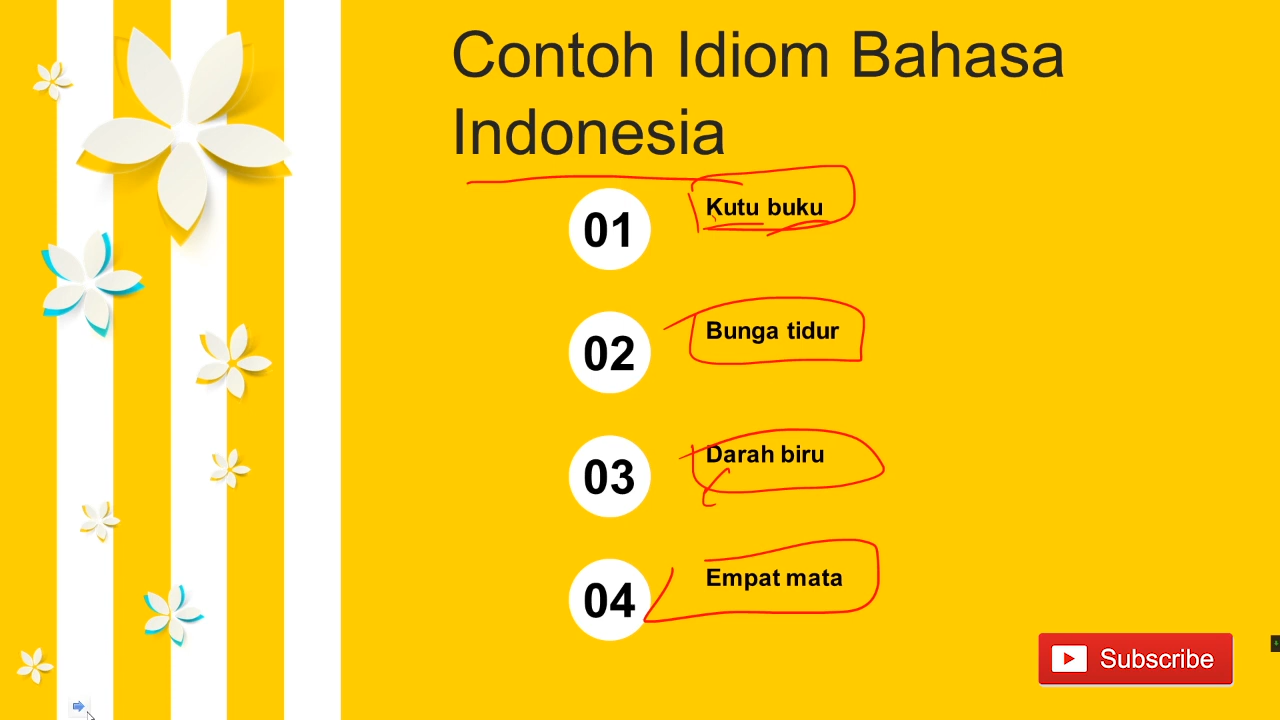 Contoh Idiom Bahasa
Indonesia
01
Kutu buku
02
Bunga tidur
03
Darah biru
04
Empat mata
Subscribe